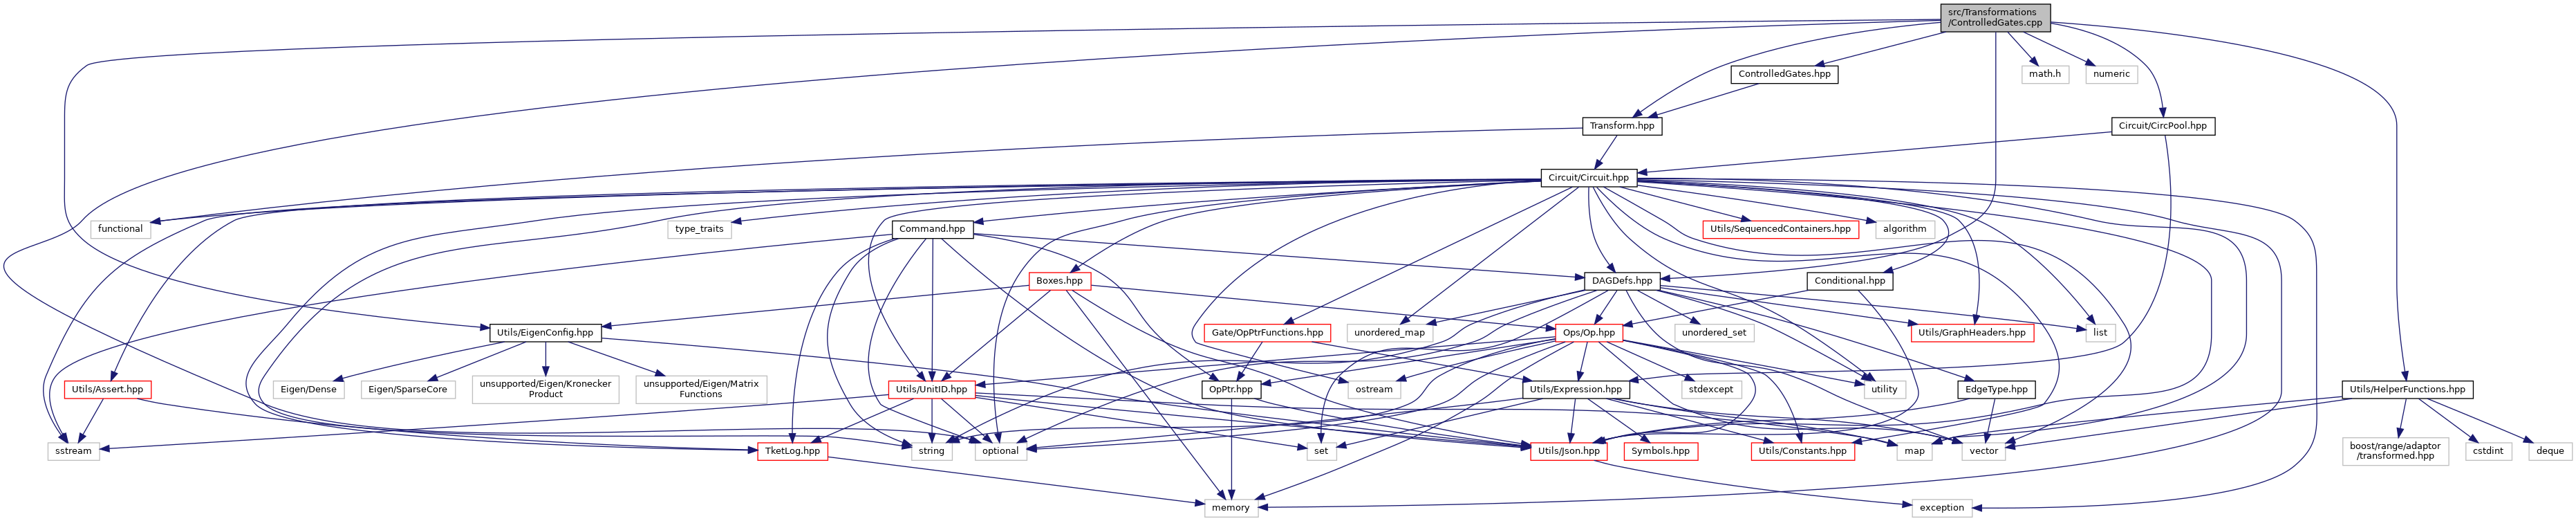 src/Transformations
/ControlledGates.cpp
ControlledGates.hpp
math.h
numeric
Transform.hpp
Circuit/CircPool.hpp
Circuit/Circuit.hpp
functional
type_traits
Command.hpp
Utils/SequencedContainers.hpp
algorithm
Boxes.hpp
DAGDefs.hpp
Conditional.hpp
Utils/EigenConfig.hpp
Gate/OpPtrFunctions.hpp
unordered_map
Ops/Op.hpp
unordered_set
Utils/GraphHeaders.hpp
list
Utils/Assert.hpp
Eigen/Dense
Eigen/SparseCore
unsupported/Eigen/Kronecker
Product
unsupported/Eigen/Matrix
Functions
Utils/UnitID.hpp
OpPtr.hpp
ostream
Utils/Expression.hpp
stdexcept
utility
EdgeType.hpp
Utils/HelperFunctions.hpp
sstream
TketLog.hpp
string
optional
set
Utils/Json.hpp
Symbols.hpp
Utils/Constants.hpp
map
vector
boost/range/adaptor
/transformed.hpp
cstdint
deque
memory
exception